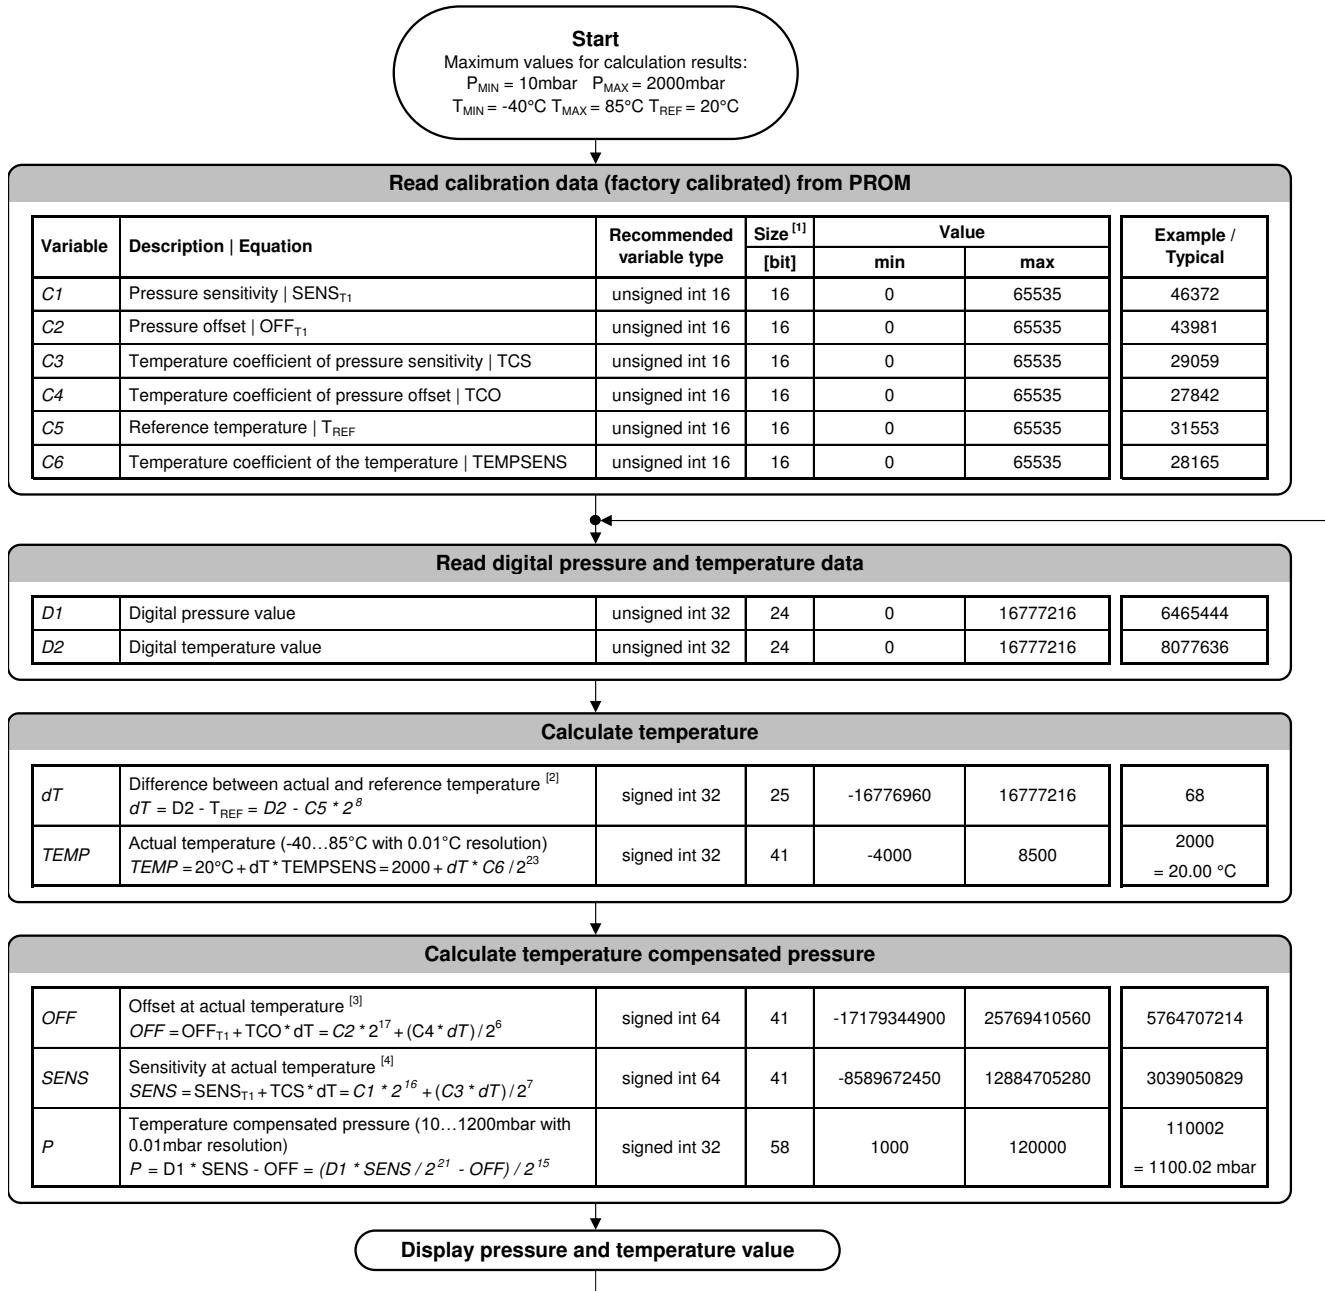 Start
Maximum values for calculation results:
P_MIN = 10mbar P_MAX = 2000mbar
T_MIN = -40°C T_MAX = 85°C T_REF = 20°C
Read calibration data (factory calibrated) from PROM
Variable | Description | Equation | Recommended variable type | Size [1] [bit] | Value min | max | Example / Typical
C1 Pressure sensitivity | SENS_T1 unsigned int 16 16 0 65535 46372
C2 Pressure offset | OFF_T1 unsigned int 16 16 0 65535 43981
C3 Temperature coefficient of pressure sensitivity | TCS unsigned int 16 16 0 65535 29059
C4 Temperature coefficient of pressure offset | TCO unsigned int 16 16 0 65535 27842
C5 Reference temperature | T_REF unsigned int 16 16 0 65535 31553
C6 Temperature coefficient of the temperature | TEMPSENS unsigned int 16 16 0 65535 28165
Read digital pressure and temperature data
D1 Digital pressure value unsigned int 32 24 0 16777216 6465444
D2 Digital temperature value unsigned int 32 24 0 16777216 8077636
Calculate temperature
dT Difference between actual and reference temperature [2]
dT = D2 - T_REF = D2 - C5 * 2^8 signed int 32 25 -16776960 16777216 68
TEMP Actual temperature (-40…85°C with 0.01°C resolution)
TEMP = 20°C + dT * TEMPSENS = 2000 + dT * C6 / 2^23 signed int 32 41 -4000 8500 2000
= 20.00 °C
Calculate temperature compensated pressure
OFF Offset at actual temperature [3]
OFF = OFF_T1 + TCO * dT = C2 * 2^17 + (C4 * dT) / 2^6 signed int 64 41 -17179344900 25769410560 5764707214
SENS Sensitivity at actual temperature [4]
SENS = SENS_T1 + TCS * dT = C1 * 2^16 + (C3 * dT) / 2^7 signed int 64 41 -8589672450 12884705280 3039050829
P Temperature compensated pressure (10…1200mbar with
0.01mbar resolution)
P = D1 * SENS - OFF = (D1 * SENS / 2^21 - OFF) / 2^15 signed int 32 58 1000 120000 110002
= 1100.02 mbar
Display pressure and temperature value